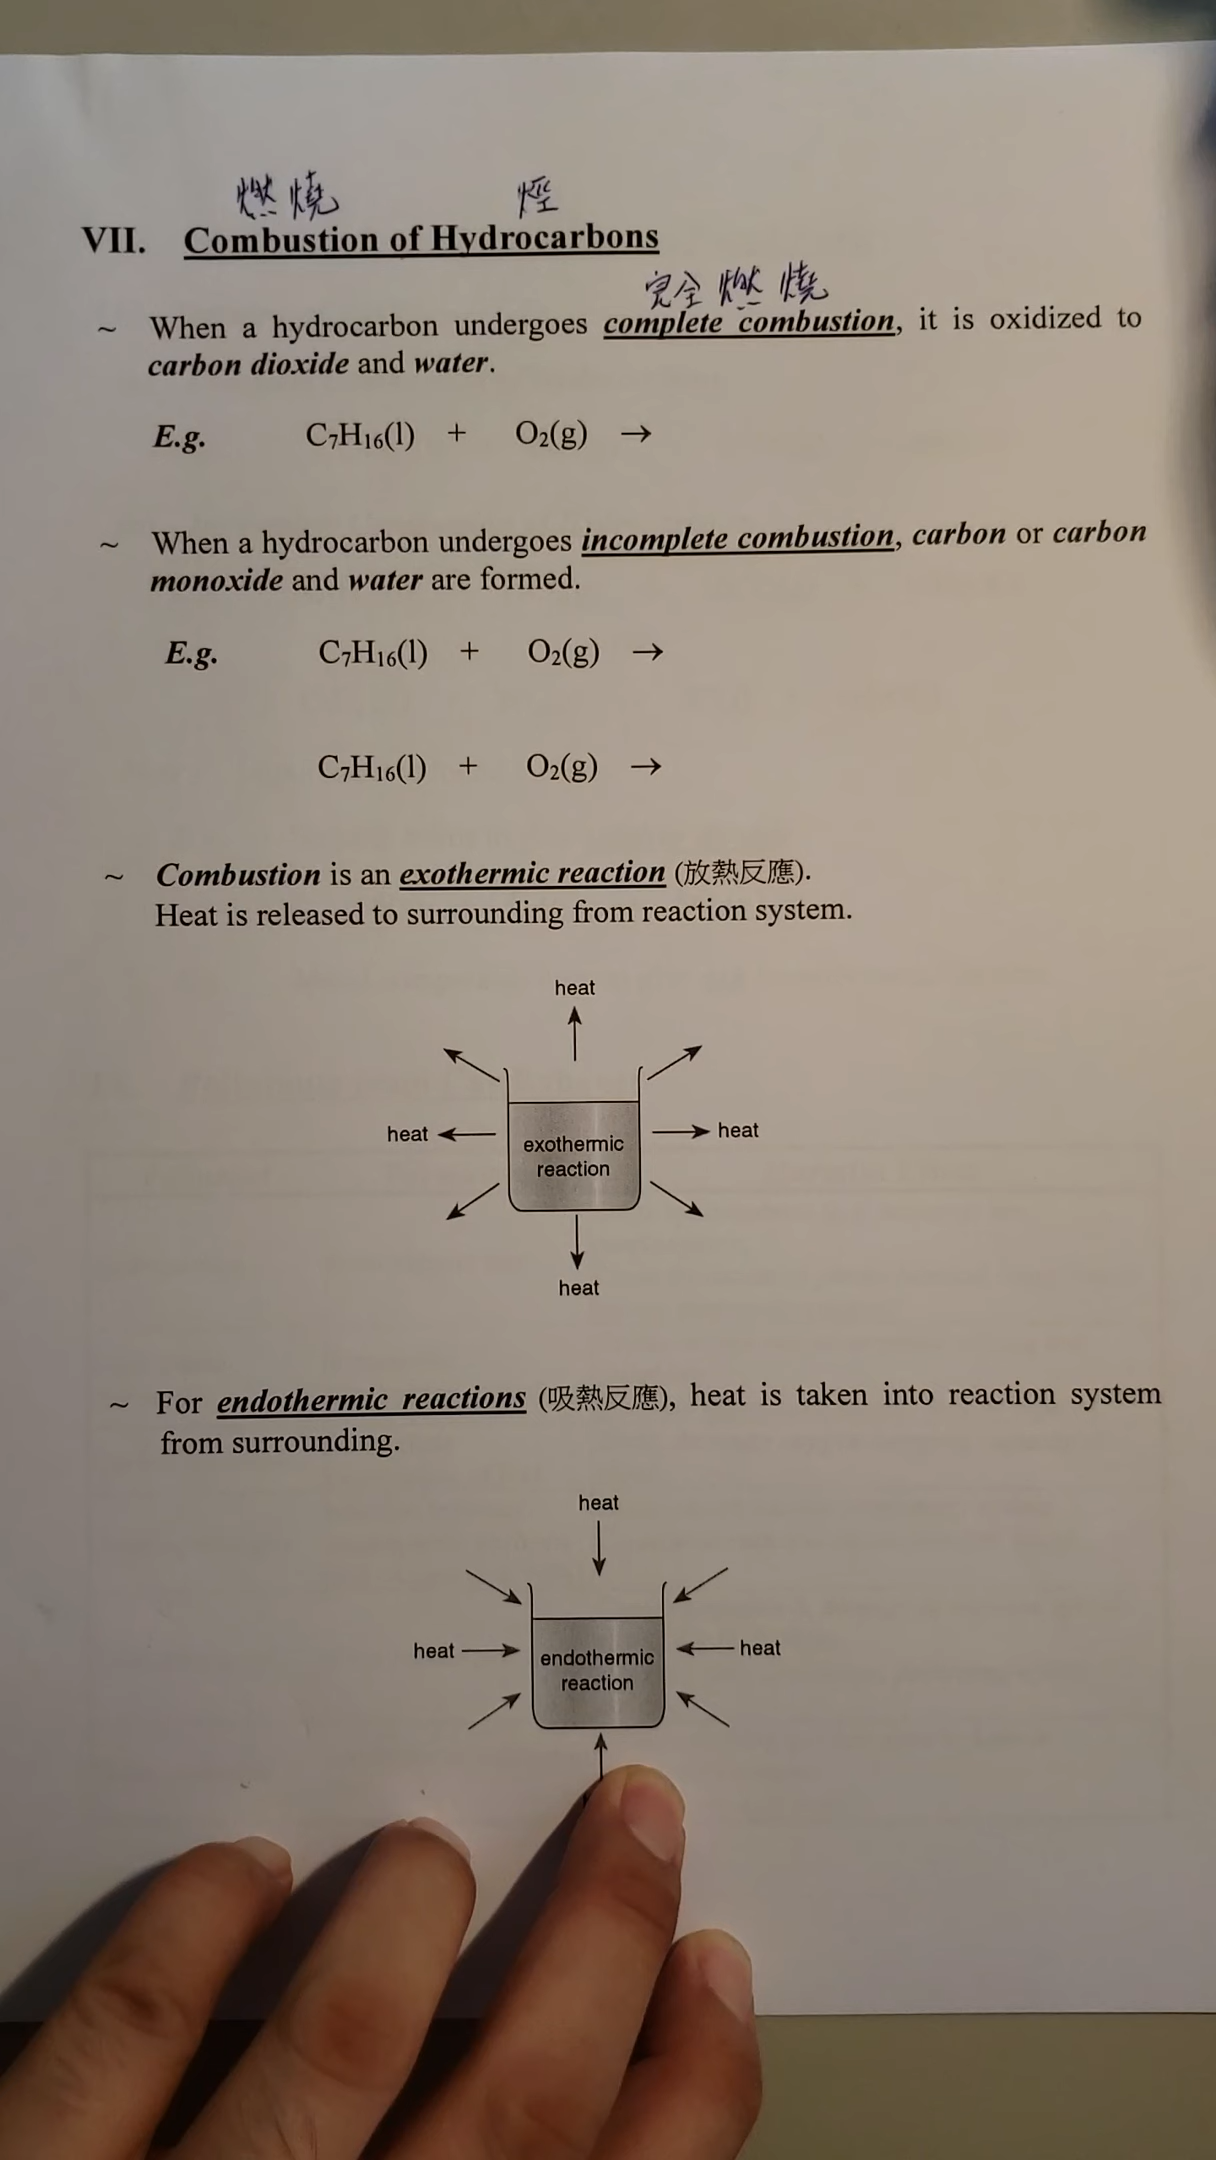 燃燒 烴
VII. Combustion of Hydrocarbons
完全燃燒
~ When a hydrocarbon undergoes complete combustion, it is oxidized to
carbon dioxide and water.
E.g. C₇H₁₆(l) + O₂(g) →
~ When a hydrocarbon undergoes incomplete combustion, carbon or carbon
monoxide and water are formed.
E.g. C₇H₁₆(l) + O₂(g) →
C₇H₁₆(l) + O₂(g) →
~ Combustion is an exothermic reaction (放熱反應).
Heat is released to surrounding from reaction system.
heat
heat
exothermic
reaction
heat
heat
~ For endothermic reactions (吸熱反應), heat is taken into reaction system
from surrounding.
heat
heat
endothermic
reaction
heat